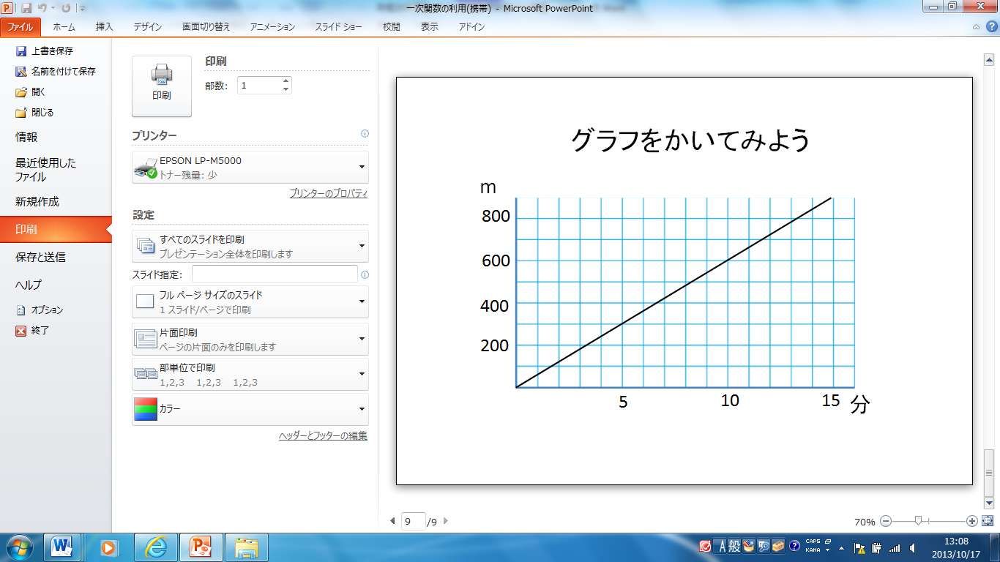 一次関数の利用(携帯) - Microsoft PowerPoint
ファイル ホーム 挿入 デザイン 画面切り替え アニメーション スライド ショー 校閲 表示 アドイン
上書き保存
名前を付けて保存
開く
閉じる
情報
最近使用した
ファイル
新規作成
印刷
保存と送信
ヘルプ
オプション
終了
印刷
印刷
部数: 1
プリンター
EPSON LP-M5000
トナー残量: 少
プリンターのプロパティ
設定
すべてのスライドを印刷
プレゼンテーション全体を印刷します
スライド指定:
フル ページ サイズのスライド
1 スライド/ページで印刷
片面印刷
ページの片面のみを印刷します
部単位で印刷
1,2,3 1,2,3 1,2,3
カラー
ヘッダーとフッターの編集
グラフをかいてみよう
m
800
600
400
200
5 10 15 分
9 /9
70%
A 般
CAPS
KANA
13:08
2013/10/17